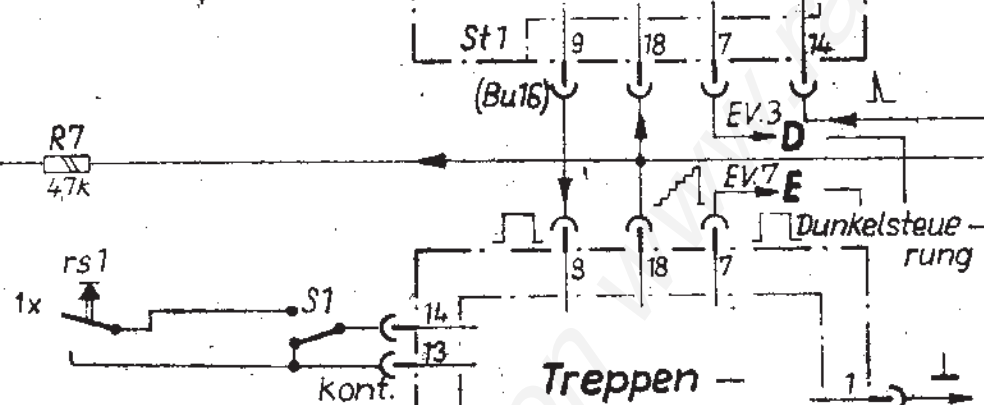 St1
9
18
7
14
(Bu16)
EV.3
D
R7
4,7k
EV.7
E
Dunkelsteue-
rung
8
18
7
rs1
1x
S1
14
13
kont.
Treppen -
1